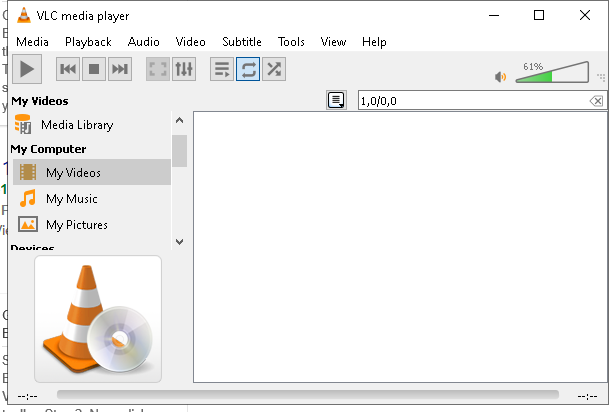 VLC media player
Media Playback Audio Video Subtitle Tools View Help
61%
My Videos
1,0/0,0
Media Library
My Computer
My Videos
My Music
My Pictures
Devices
--:-- --:--